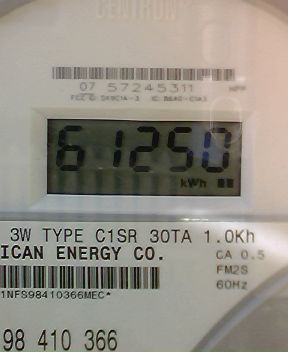 CENTRON
07 57245311
61250
kWh
3W TYPE C1SR 30TA 1.0Kh
ICAN ENERGY CO.
CA 0.5
FM2S
60Hz
1NFS98410366MEC*
98 410 366